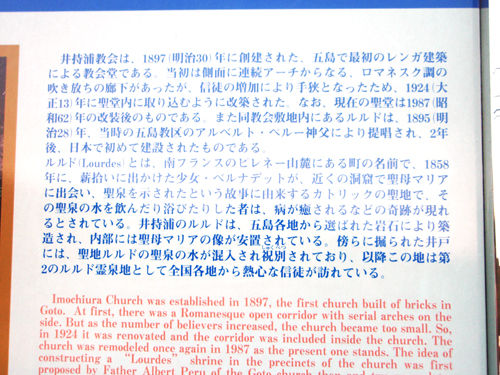 井持浦教会は、1897(明治30)年に創建された、五島で最初のレンガ建築
による教会堂である。当初は側面に連続アーチからなる、ロマネスク調の
吹き放ちの廊下があったが、信徒の増加により手狭となったため、1924(大
正13)年に聖堂内に取り込むように改築された。なお、現在の聖堂は1987(昭
和62)年の改装後のものである。また同教会敷地内にあるルルドは、1895(明
治28)年、当時の五島教区のアルベルト・ペルー神父により提唱され、2年
後、日本で初めて建設されたものである。
ルルド(Lourdes)とは、南フランスのピレネー山麓にある町の名前で、1858
年に、薪拾いに出かけた少女・ベルナデットが、近くの洞窟で聖母マリア
に出会い、聖泉を示されたという故事に由来するカトリックの聖地で、そ
の聖泉の水を飲んだり浴びたりした者は、病が癒されるなどの奇跡が現れ
るとされている。井持浦のルルドは、五島各地から選ばれた岩石により築
造され、内部には聖母マリアの像が安置されている。傍らに掘られた井戸
には、聖地ルルドの聖泉の水が混入され祝別されており、以降この地は第
2のルルド霊泉地として全国各地から熱心な信徒が訪れている。
Imochiura Church was established in 1897, the first church built of bricks in
Goto. At first, there was a Romanesque open corridor with serial arches on the
side. But as the number of believers increased, the church became too small. So,
in 1924 it was renovated and the corridor was included inside the church. The
church was remodeled once again in 1987 as the present one stands. The idea of
constructing a "Lourdes" shrine in the precincts of the church was first
proposed by Father Albert Peru of the Goto church then and